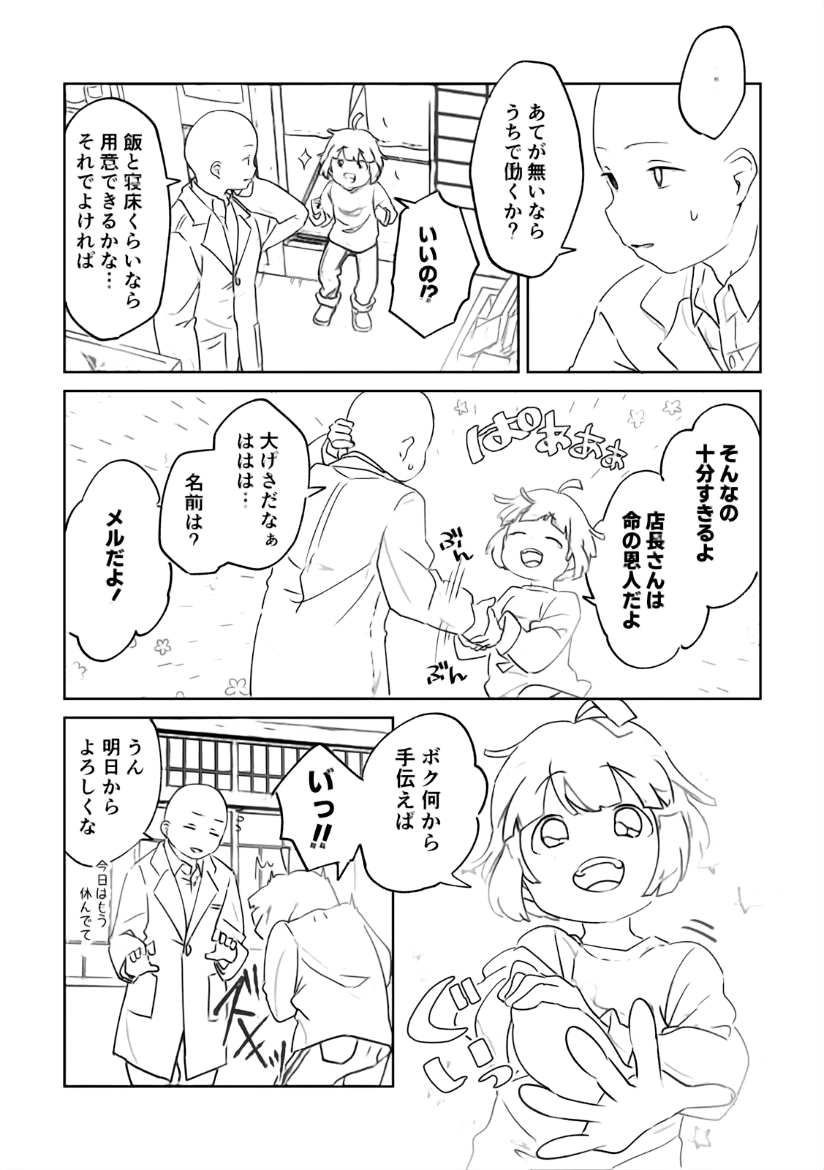 ・
あてが無いなら
うちで働くか?
いいの!?
飯と寝床くらいなら
用意できるかな…
それでよければ
そんなの
十分すきるよ
店長さんは
命の恩人だよ
ぱぁぁぁぁ
ぶん
ぶん
大げさだなぁ
ははは…
名前は?
メルだよ!
ボク何から
手伝えば
ぐいっ
い゛っ!!
ズキッ
うん
明日から
よろしくな
今日はもう
休んでて